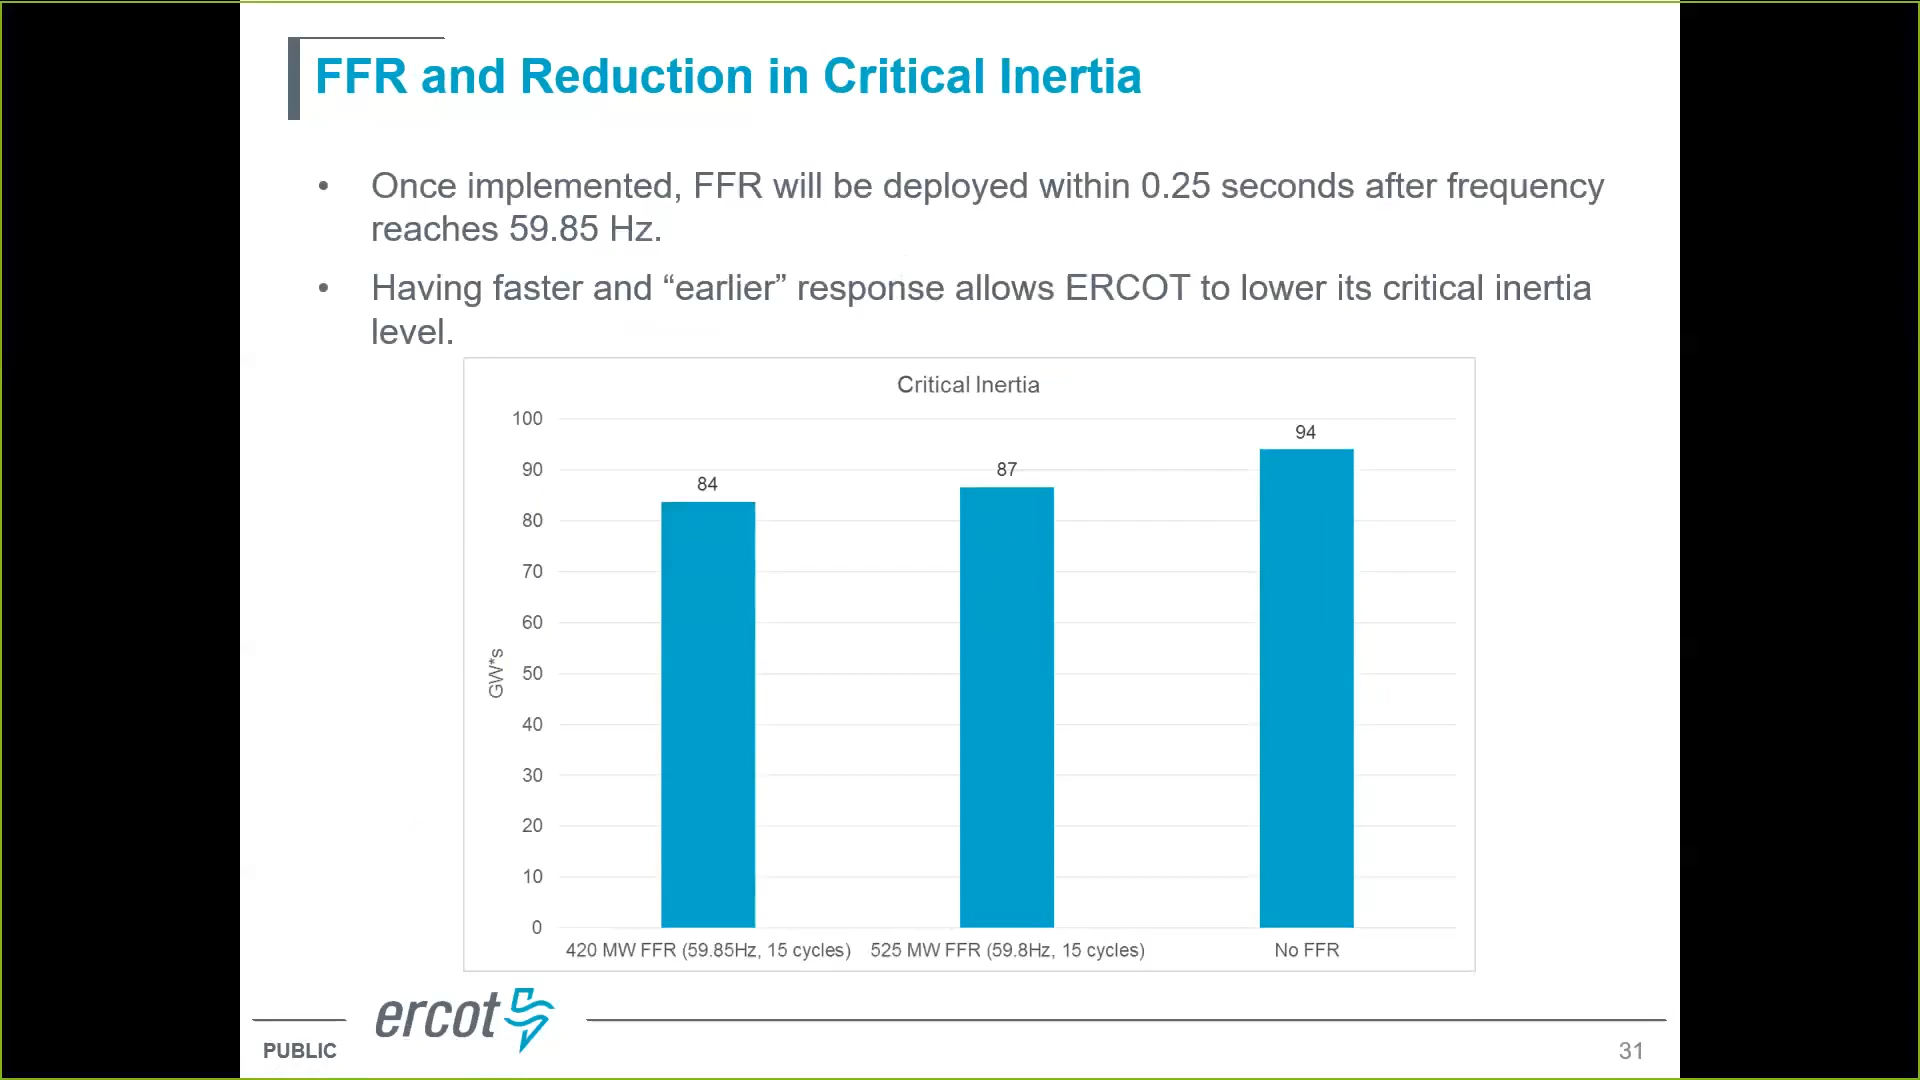 FFR and Reduction in Critical Inertia
• Once implemented, FFR will be deployed within 0.25 seconds after frequency
reaches 59.85 Hz.
• Having faster and “earlier” response allows ERCOT to lower its critical inertia
level.
Critical Inertia
100
90
80
70
60
50
40
30
20
10
0
GW*s
84
87
94
420 MW FFR (59.85Hz, 15 cycles)
525 MW FFR (59.8Hz, 15 cycles)
No FFR
ercot
PUBLIC
31